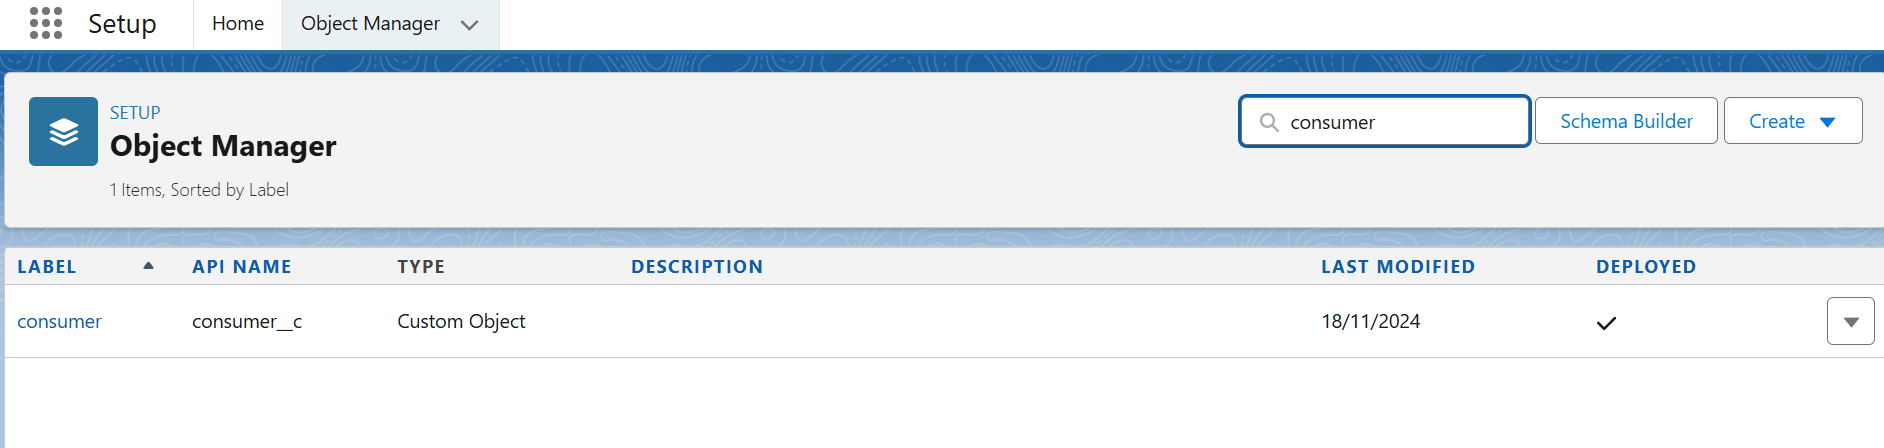 Setup Home Object Manager
SETUP
Object Manager
1 Items, Sorted by Label
consumer Schema Builder Create
LABEL API NAME TYPE DESCRIPTION LAST MODIFIED DEPLOYED
consumer consumer__c Custom Object 18/11/2024